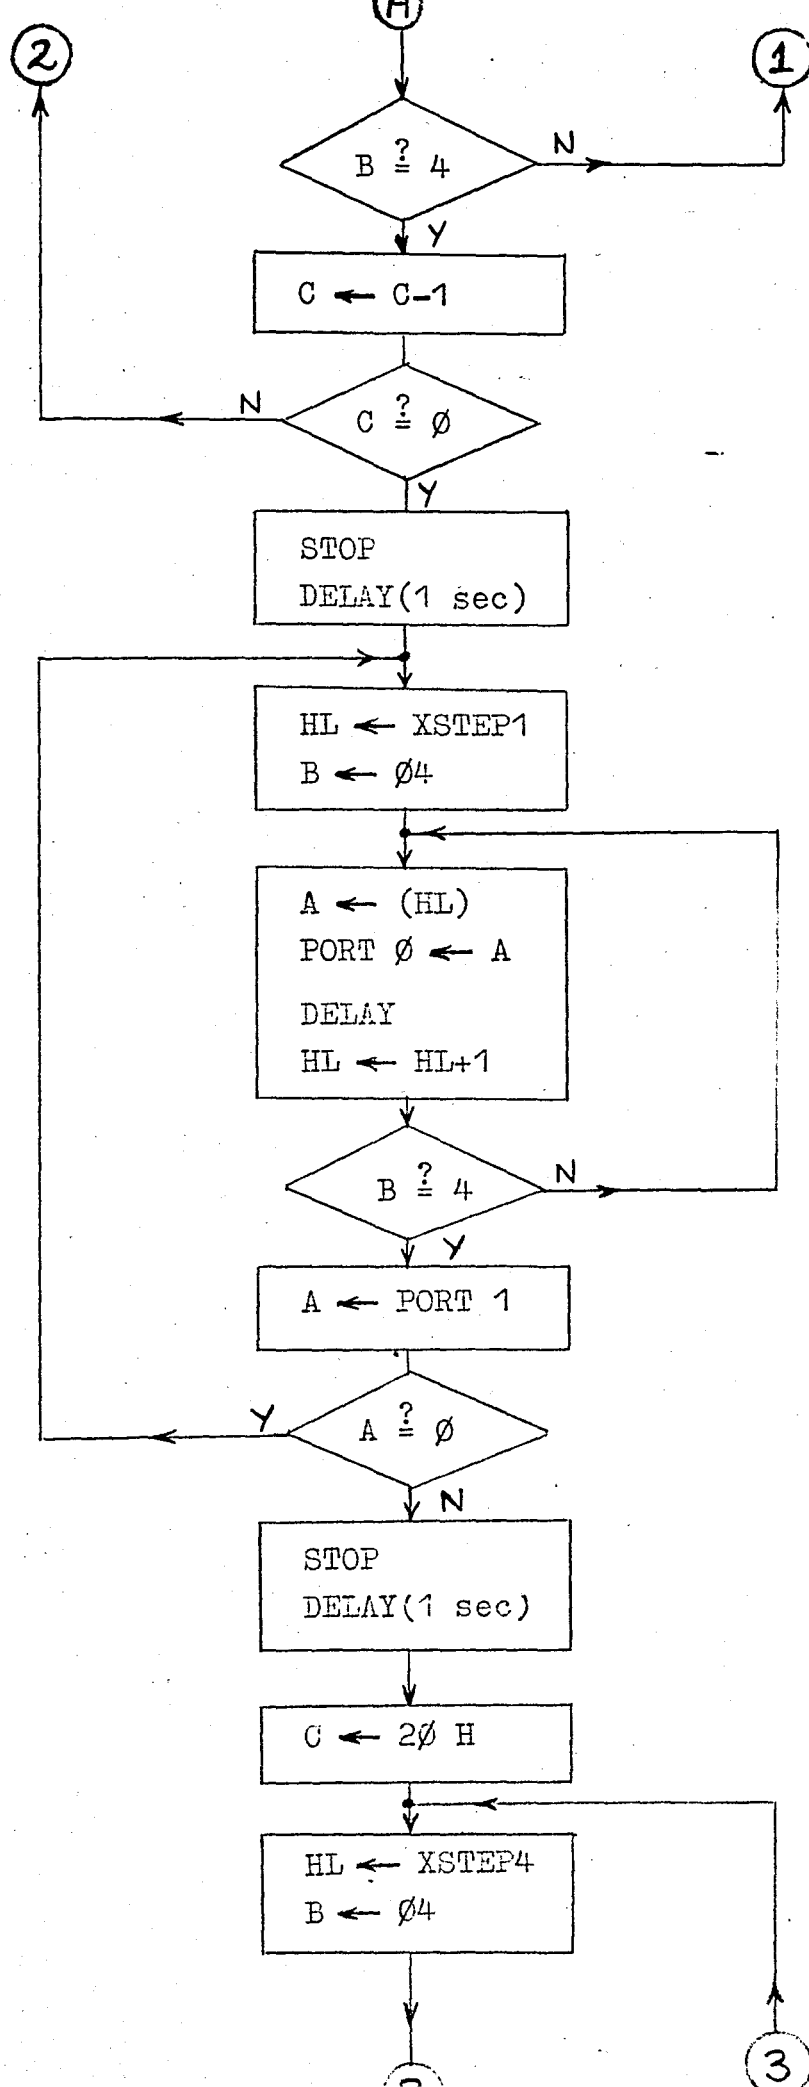 A
2
1
B ≟ 4
N
Y
C ← C-1
N
C ≟ Ø
Y
STOP
DELAY(1 sec)
HL ← XSTEP1
B ← Ø4
A ← (HL)
PORT Ø ← A
DELAY
HL ← HL+1
B ≟ 4
N
Y
A ← PORT 1
Y
A ≟ Ø
N
STOP
DELAY(1 sec)
C ← 2Ø H
HL ← XSTEP4
B ← Ø4
3